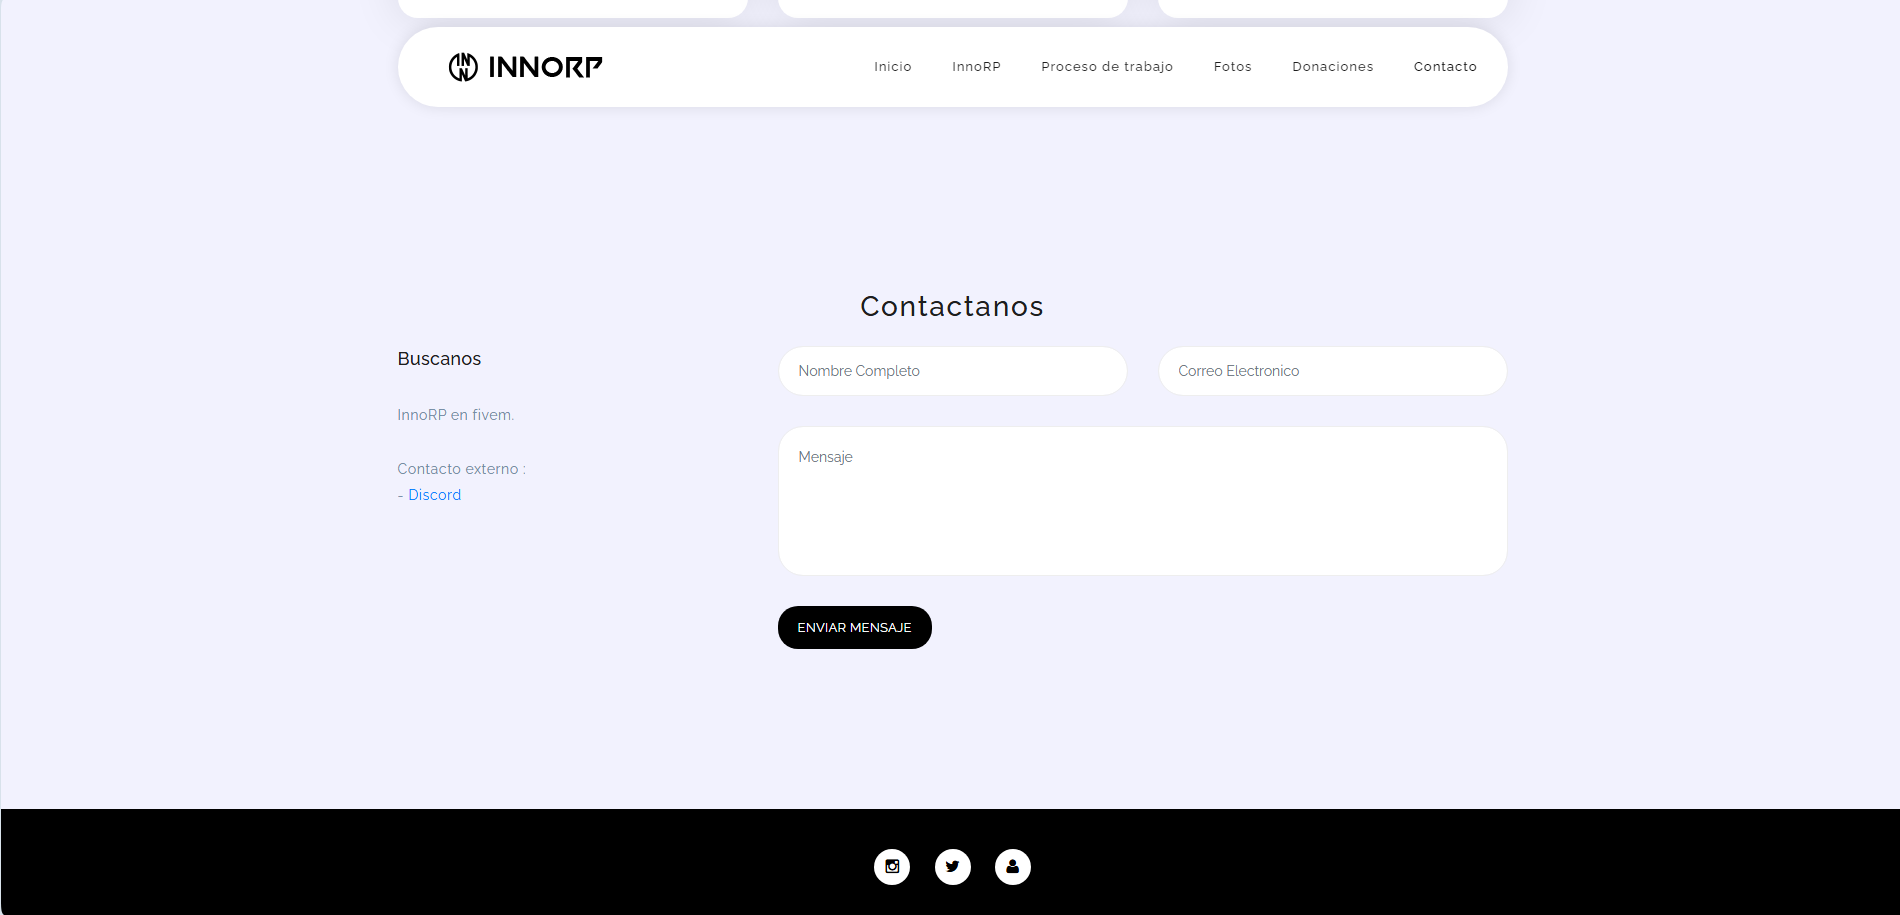 INNORP
Inicio InnoRP Proceso de trabajo Fotos Donaciones Contacto
Contactanos
Buscanos
InnoRP en fivem.
Contacto externo :
- Discord
Nombre Completo
Correo Electronico
Mensaje
ENVIAR MENSAJE